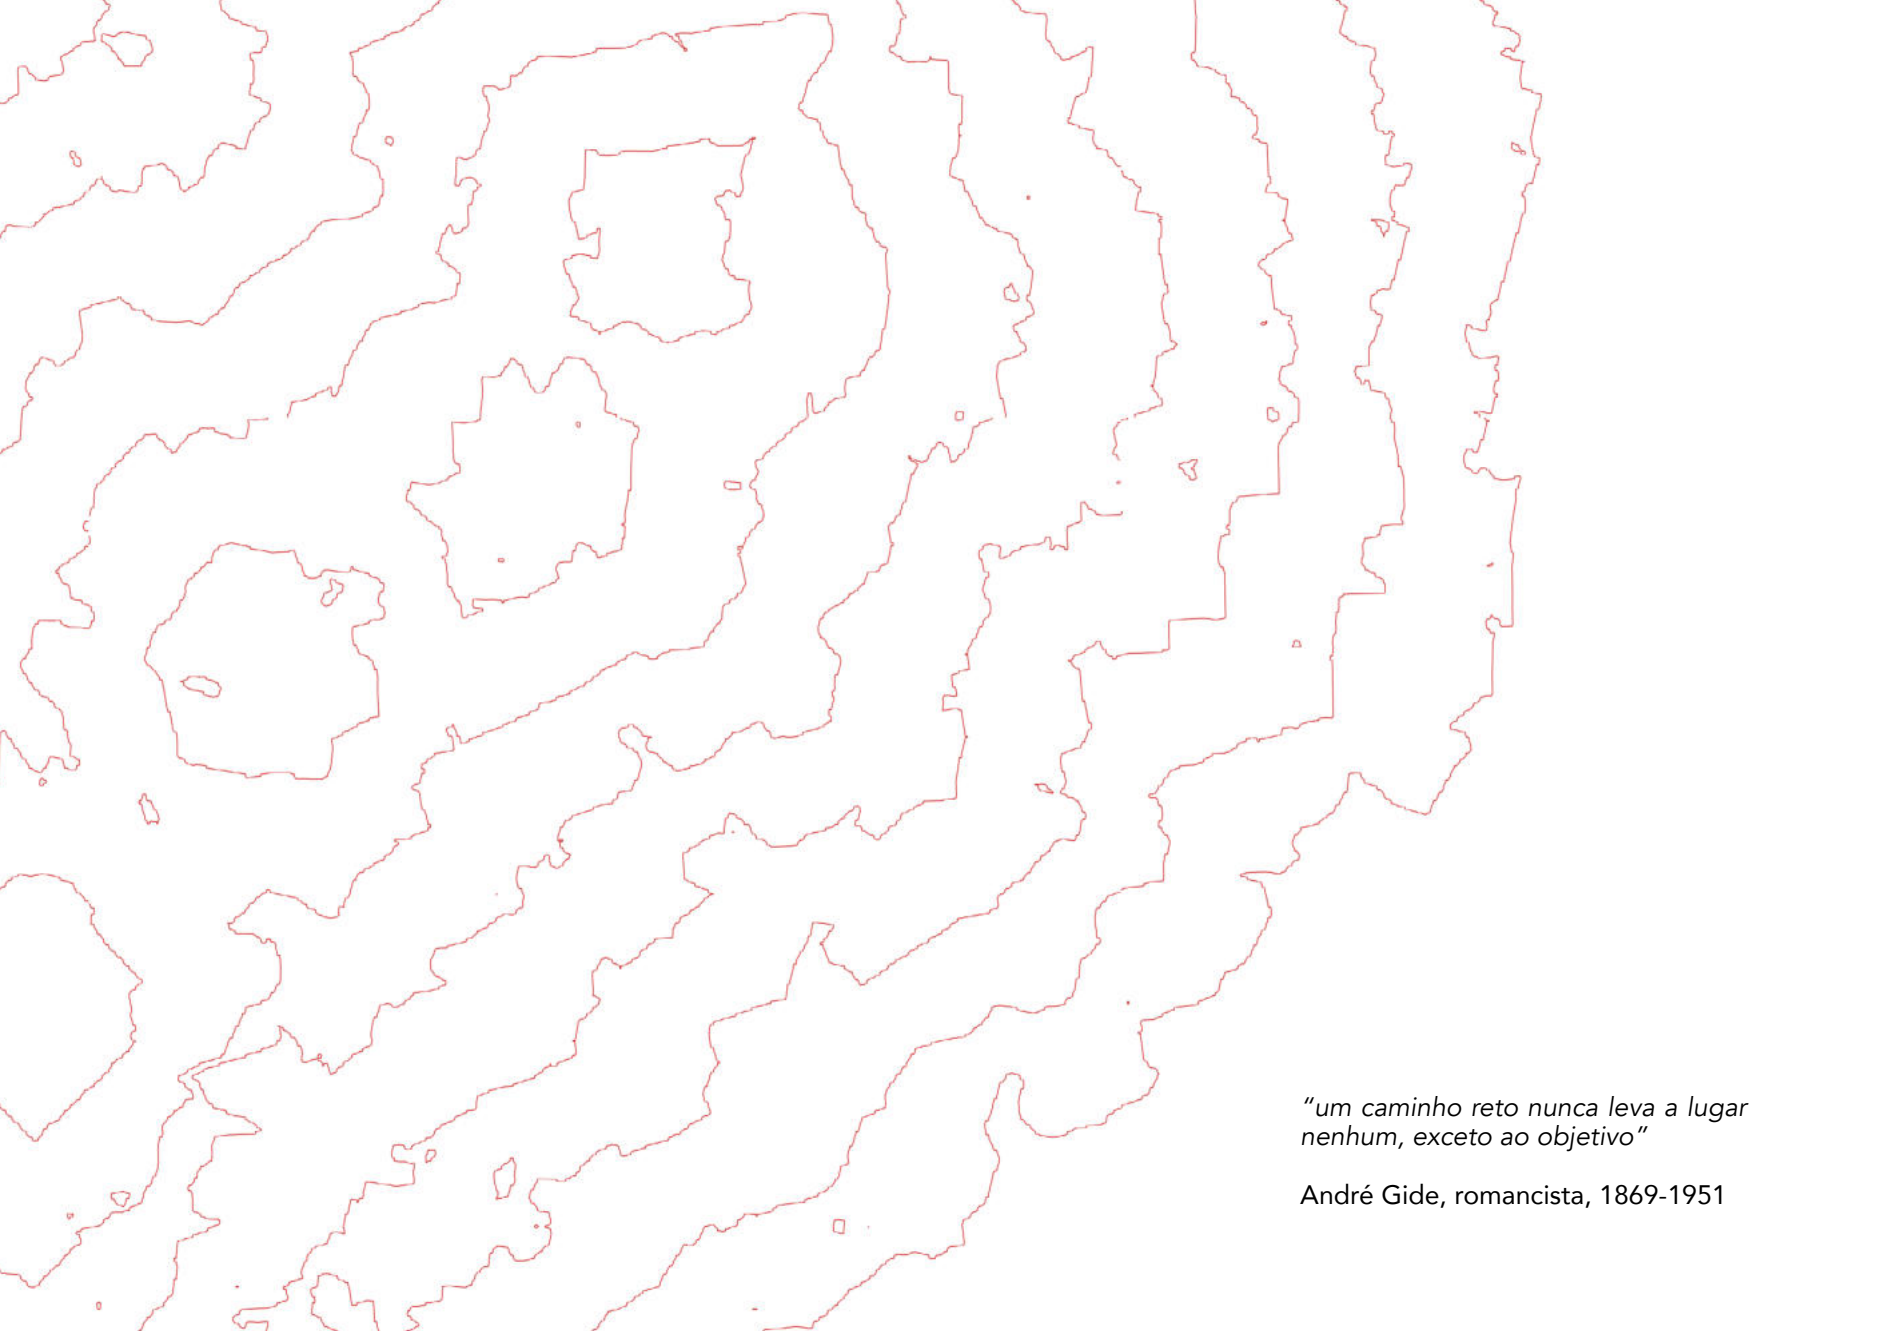 “um caminho reto nunca leva a lugar
nenhum, exceto ao objetivo”
André Gide, romancista, 1869-1951